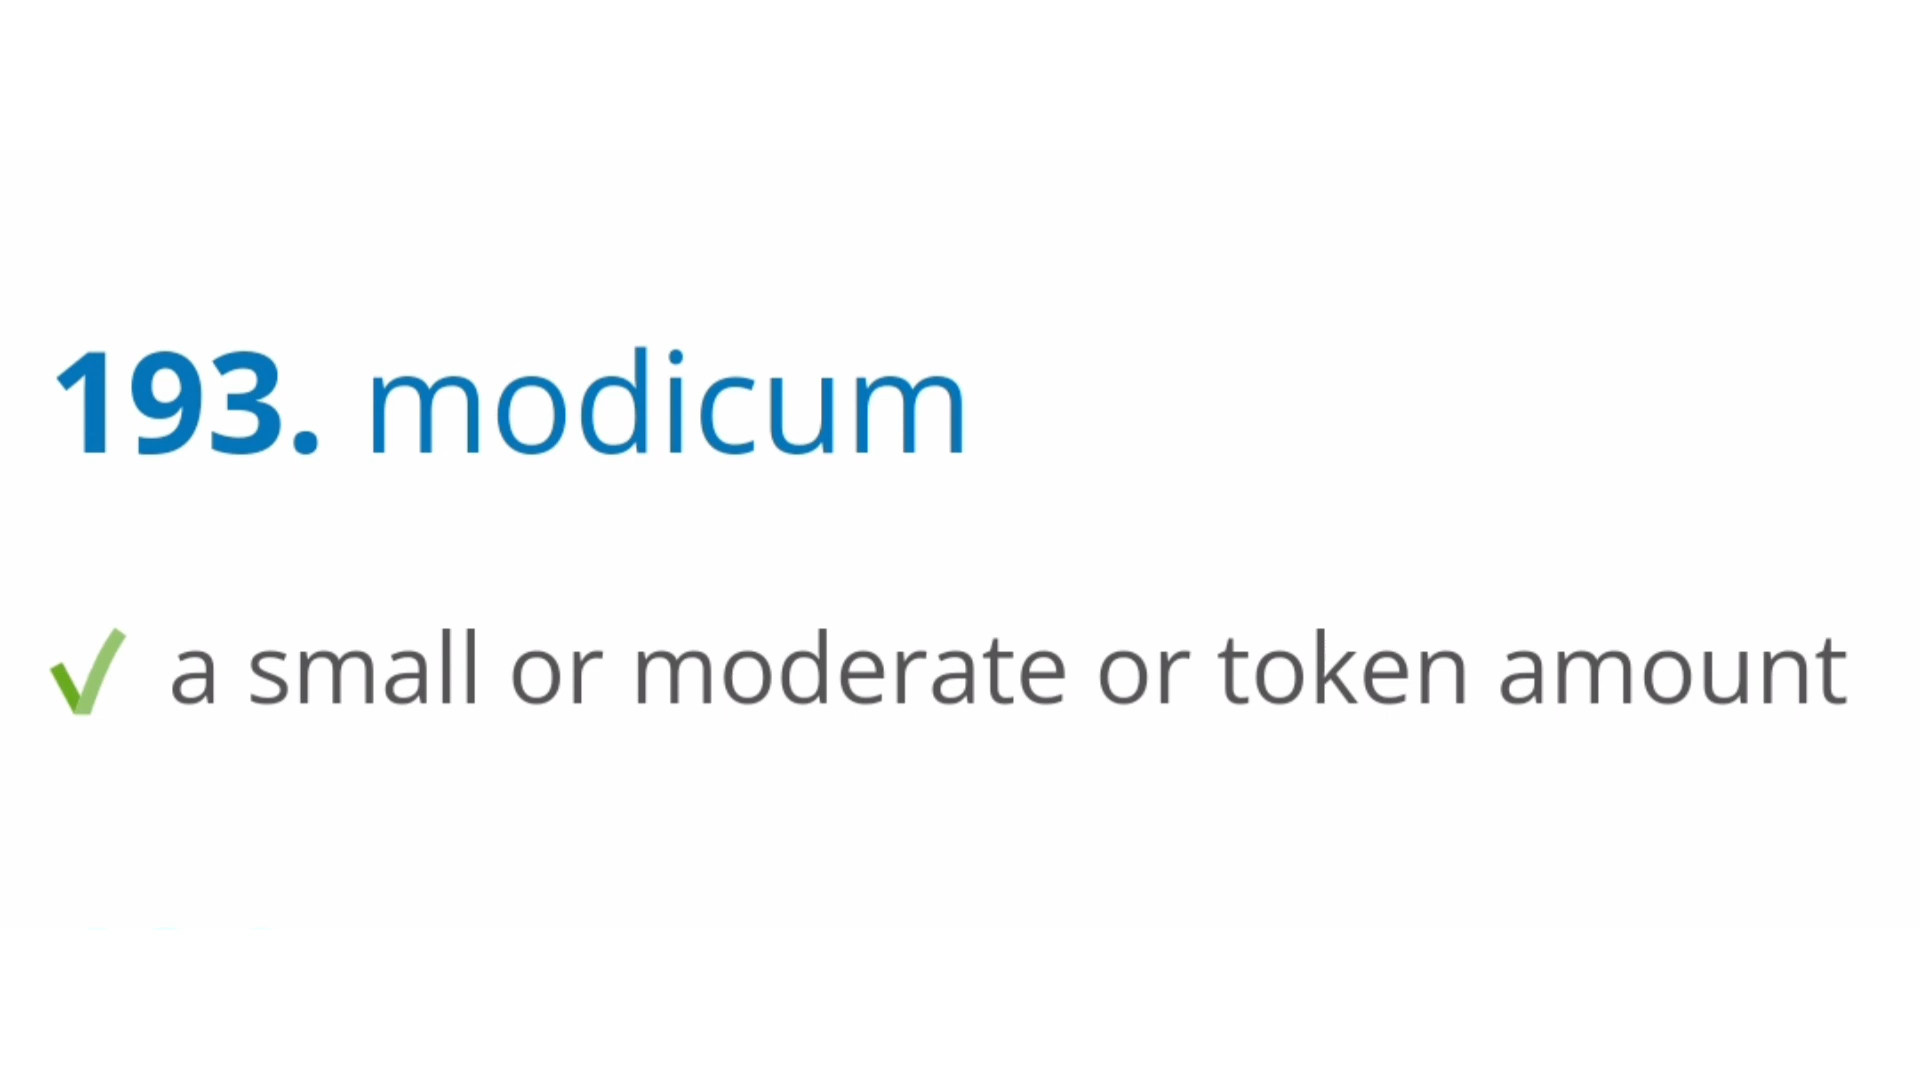 193. modicum
✓ a small or moderate or token amount